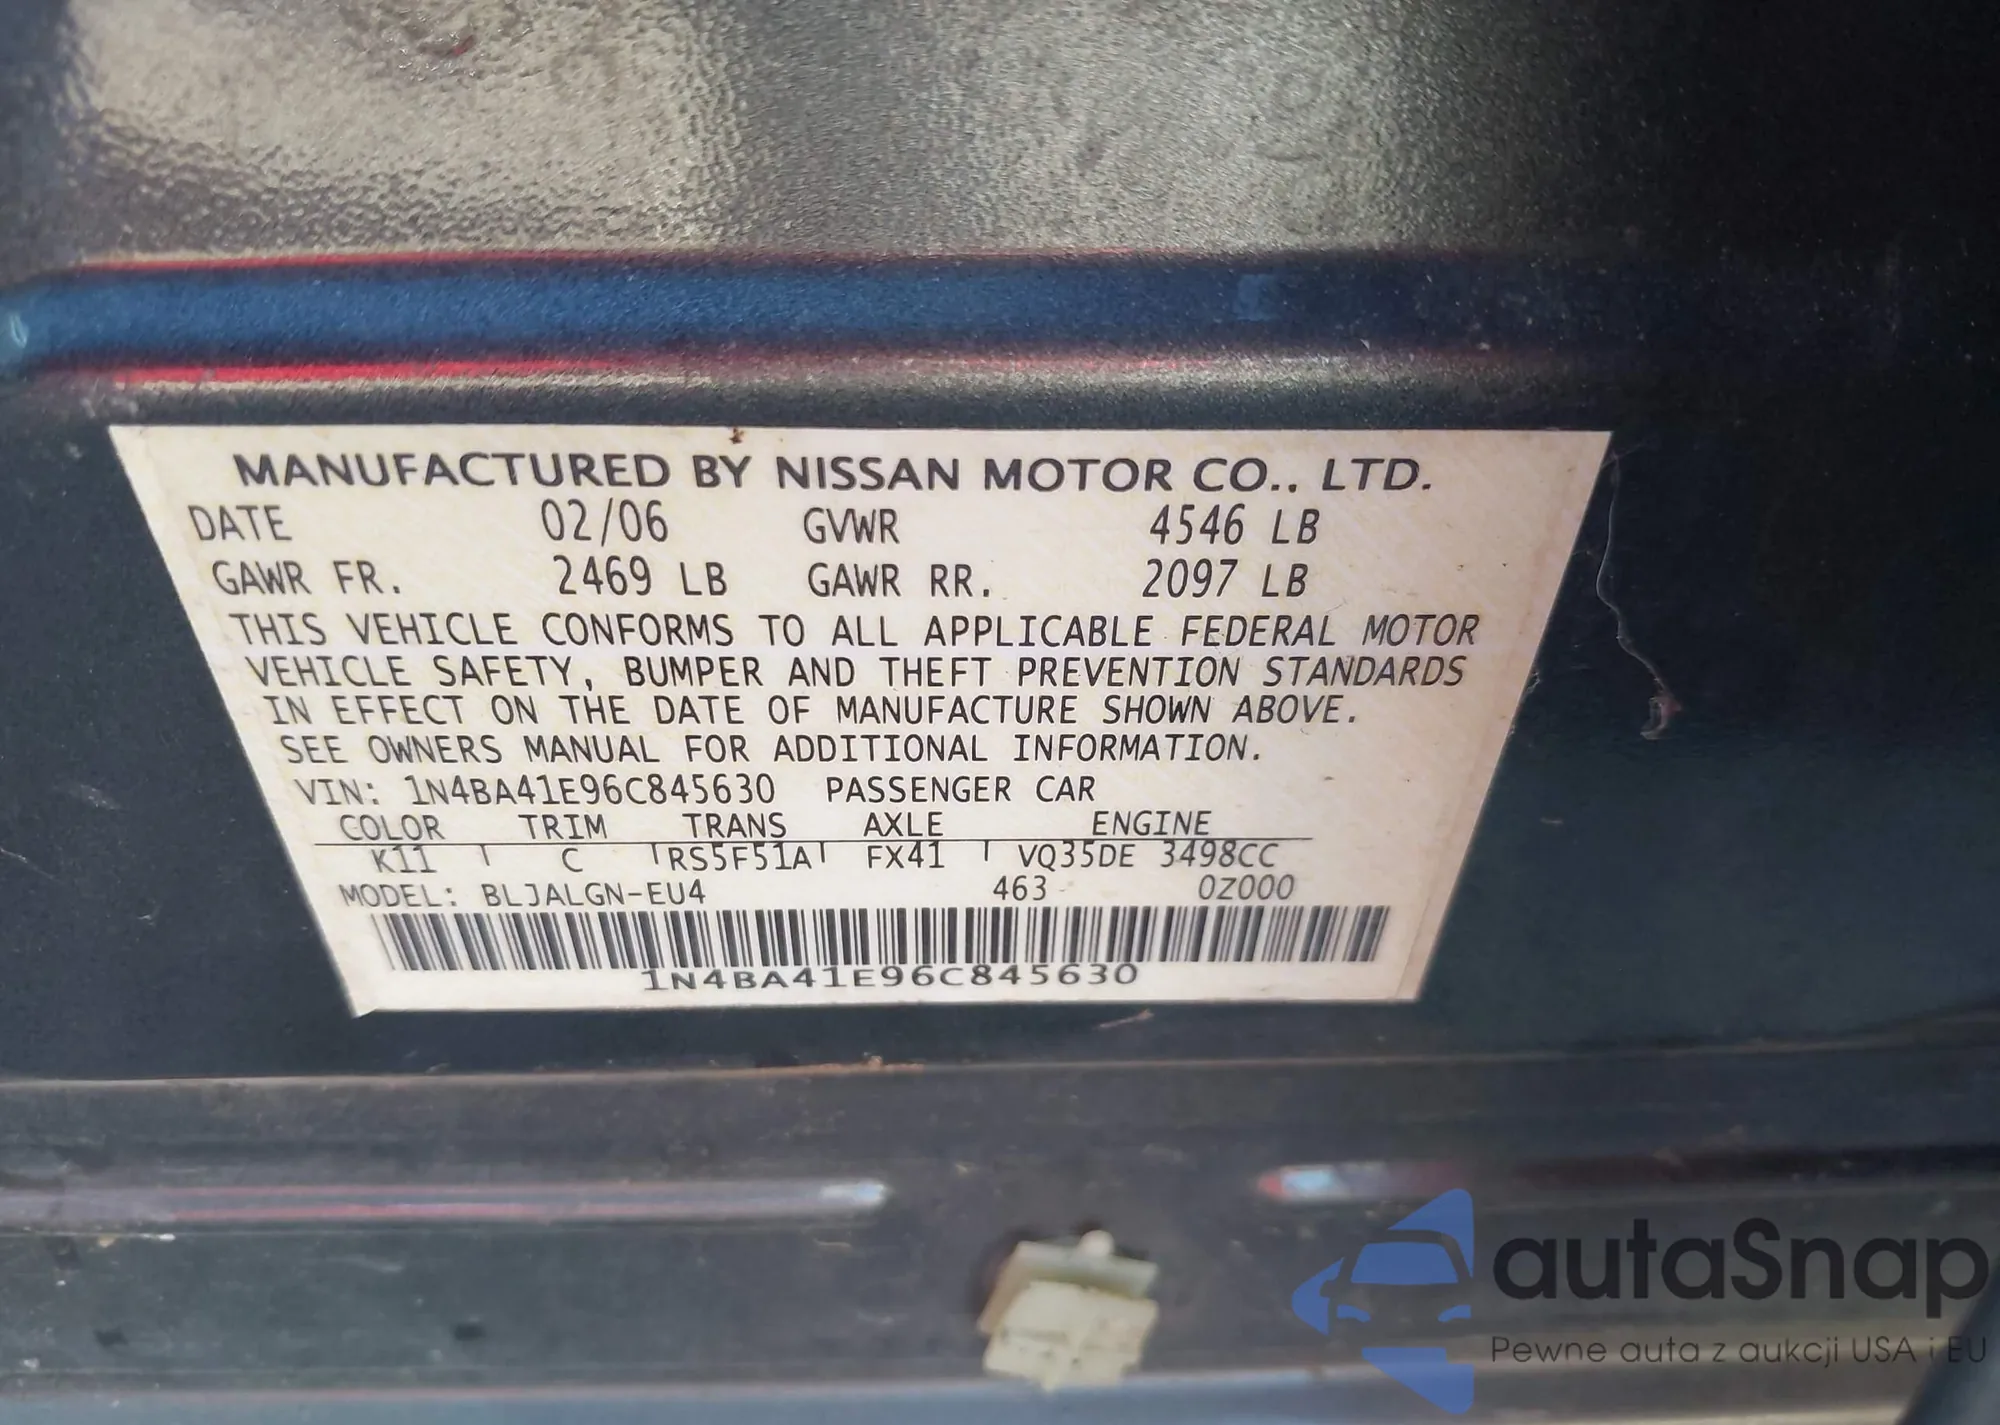 MANUFACTURED BY NISSAN MOTOR CO., LTD.
DATE 02/06 GVWR 4546 LB
GAWR FR. 2469 LB GAWR RR. 2097 LB
THIS VEHICLE CONFORMS TO ALL APPLICABLE FEDERAL MOTOR
VEHICLE SAFETY, BUMPER AND THEFT PREVENTION STANDARDS
IN EFFECT ON THE DATE OF MANUFACTURE SHOWN ABOVE.
SEE OWNERS MANUAL FOR ADDITIONAL INFORMATION.
VIN: 1N4BA41E96C845630 PASSENGER CAR
COLOR TRIM TRANS AXLE ENGINE
K11 C RS5F51A FX41 VQ35DE 3498CC
MODEL: BLJALGN-EU4 463 0Z000
1N4BA41E96C845630
autaSnap
Pewne auta z aukcji USA i EU